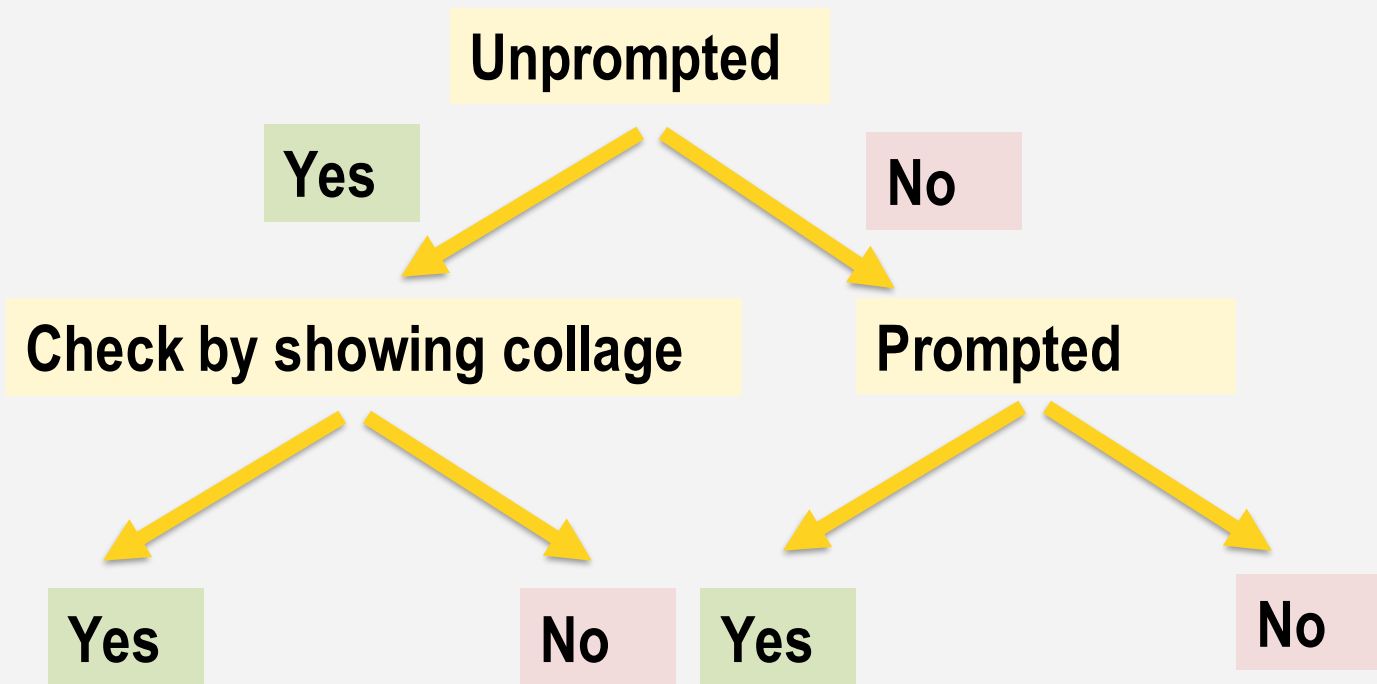 Unprompted
Yes
No
Check by showing collage
Prompted
Yes
No
Yes
No